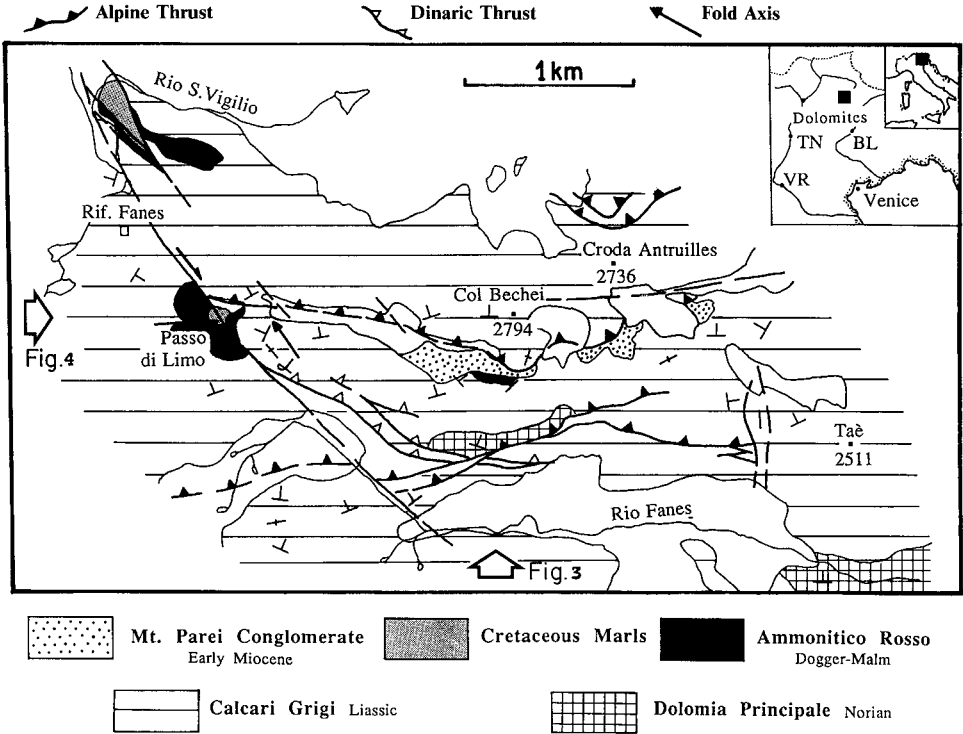 Alpine Thrust
Dinaric Thrust
Fold Axis
1km
Rio S.Vigilio
Dolomites
TN
BL
VR
Venice
Rif. Fanes
Croda Antruilles
2736
Col Bechei
2794
Fig.4
Passo
di Limo
Taè
2511
Rio Fanes
Fig.3
Mt. Parei Conglomerate
Early Miocene
Cretaceous Marls
Ammonitico Rosso
Dogger-Malm
Calcari Grigi Liassic
Dolomia Principale Norian